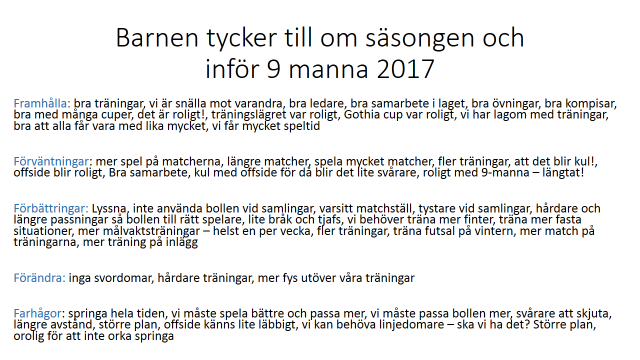 Barnen tycker till om säsongen och
inför 9 manna 2017
Framhålla: bra träningar, vi är snälla mot varandra, bra ledare, bra samarbete i laget, bra övningar, bra kompisar,
bra med många cuper, det är roligt!, träningslägret var roligt, Gothia cup var roligt, vi har lagom med träningar,
bra att alla får vara med lika mycket, vi får mycket speltid
Förväntningar: mer spel på matcherna, längre matcher, spela mycket matcher, fler träningar, att det blir kul!,
offside blir roligt, Bra samarbete, kul med offside för då blir det lite svårare, roligt med 9-manna – längtat!
Förbättringar: Lyssna, inte använda bollen vid samlingar, varsitt matchställ, tystare vid samlingar, hårdare och
längre passningar så bollen till rätt spelare, lite bråk och tjafs, vi behöver träna mer finter, träna mer fasta
situationer, mer målvaktsträningar – helst en per vecka, fler träningar, träna futsal på vintern, mer match på
träningarna, mer träning på inlägg
Förändra: inga svordomar, hårdare träningar, mer fys utöver våra träningar
Farhågor: springa hela tiden, vi måste spela bättre och passa mer, vi måste passa bollen mer, svårare att skjuta,
längre avstånd, större plan, offside känns lite läbbigt, vi kan behöva linjedomare – ska vi ha det? Större plan,
orolig för att inte orka springa